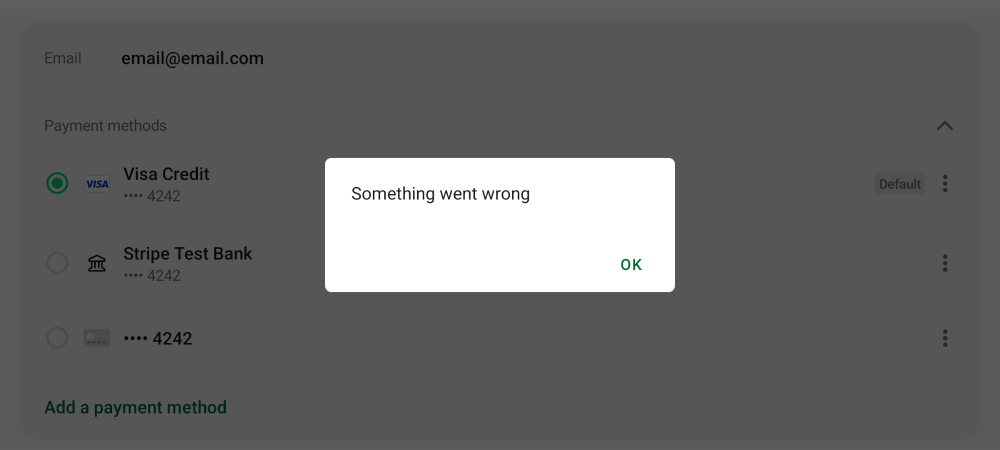 Email email@email.com
Payment methods
VISA Visa Credit
•••• 4242
Default
Something went wrong
OK
Stripe Test Bank
•••• 4242
•••• 4242
Add a payment method